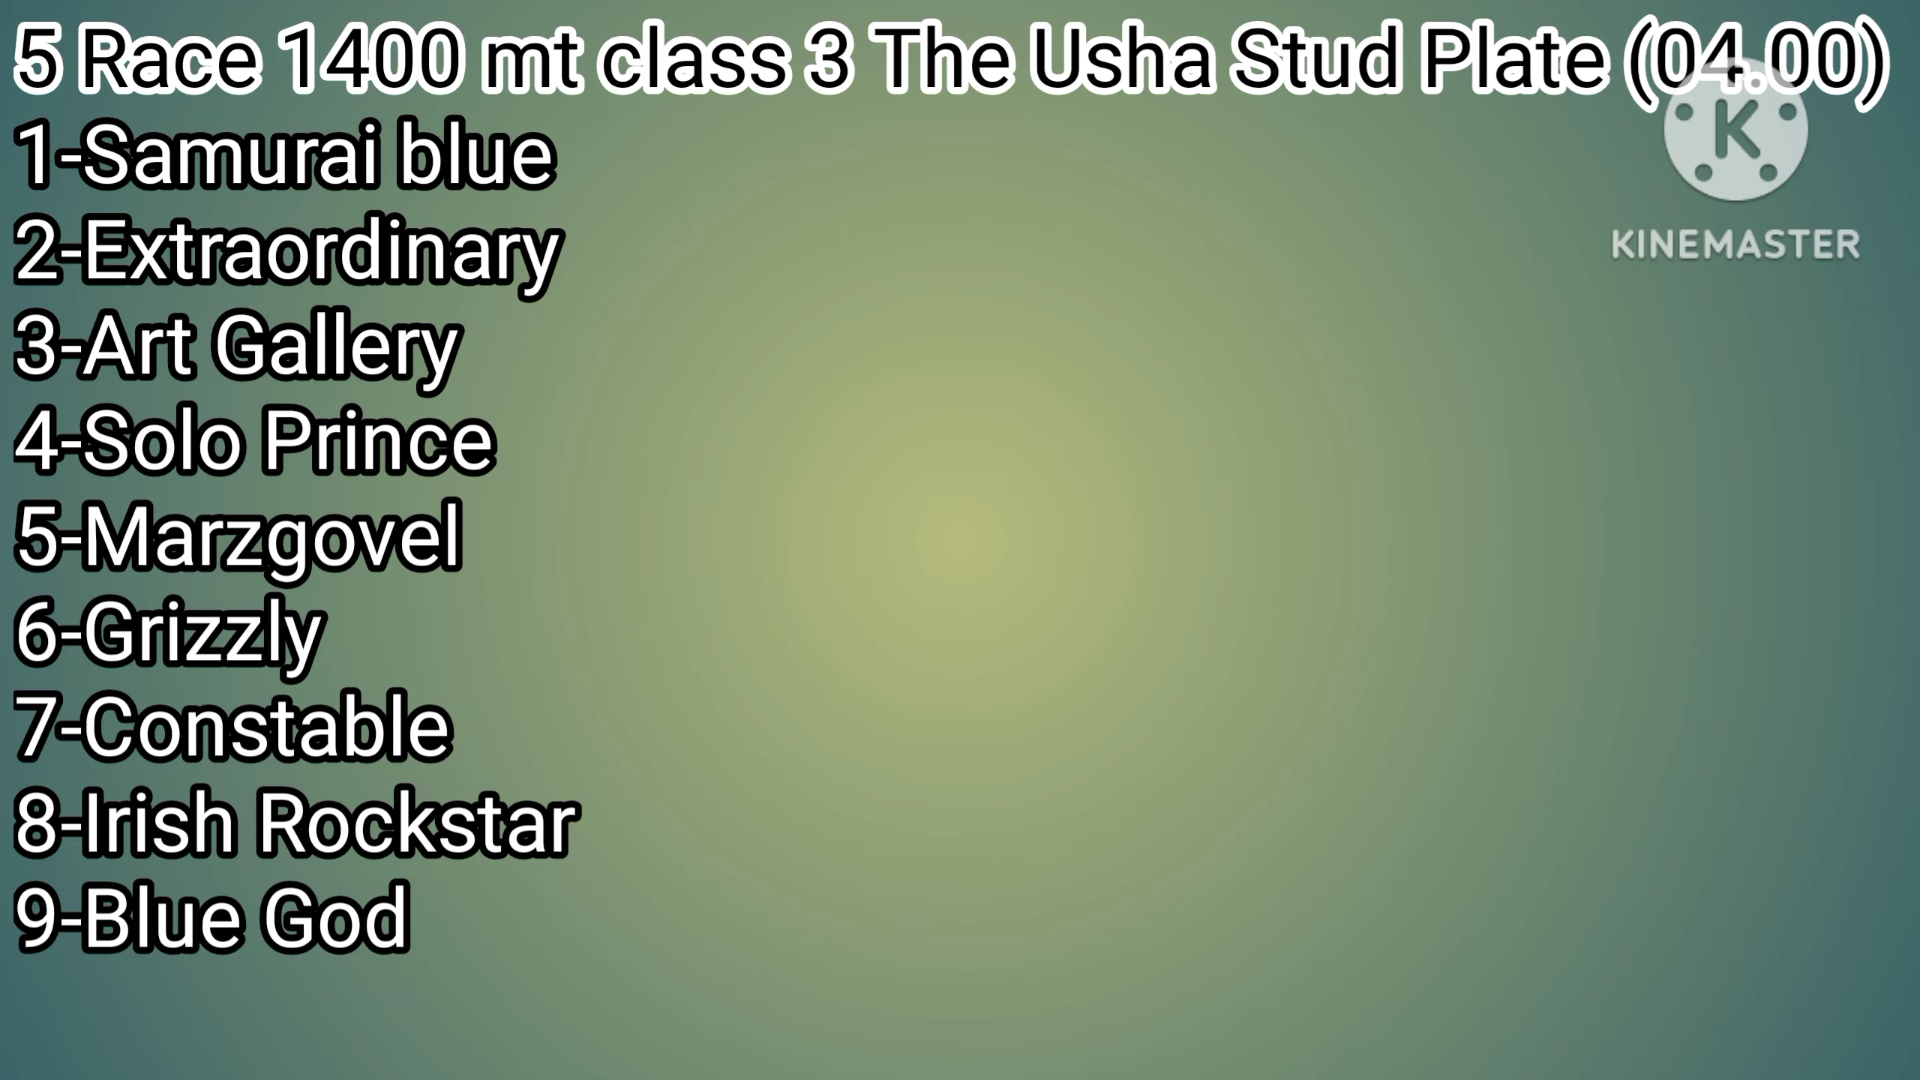 5 Race 1400 mt class 3 The Usha Stud Plate (04.00)
1-Samurai blue
2-Extraordinary
3-Art Gallery
4-Solo Prince
5-Marzgovel
6-Grizzly
7-Constable
8-Irish Rockstar
9-Blue God
K
KINEMASTER